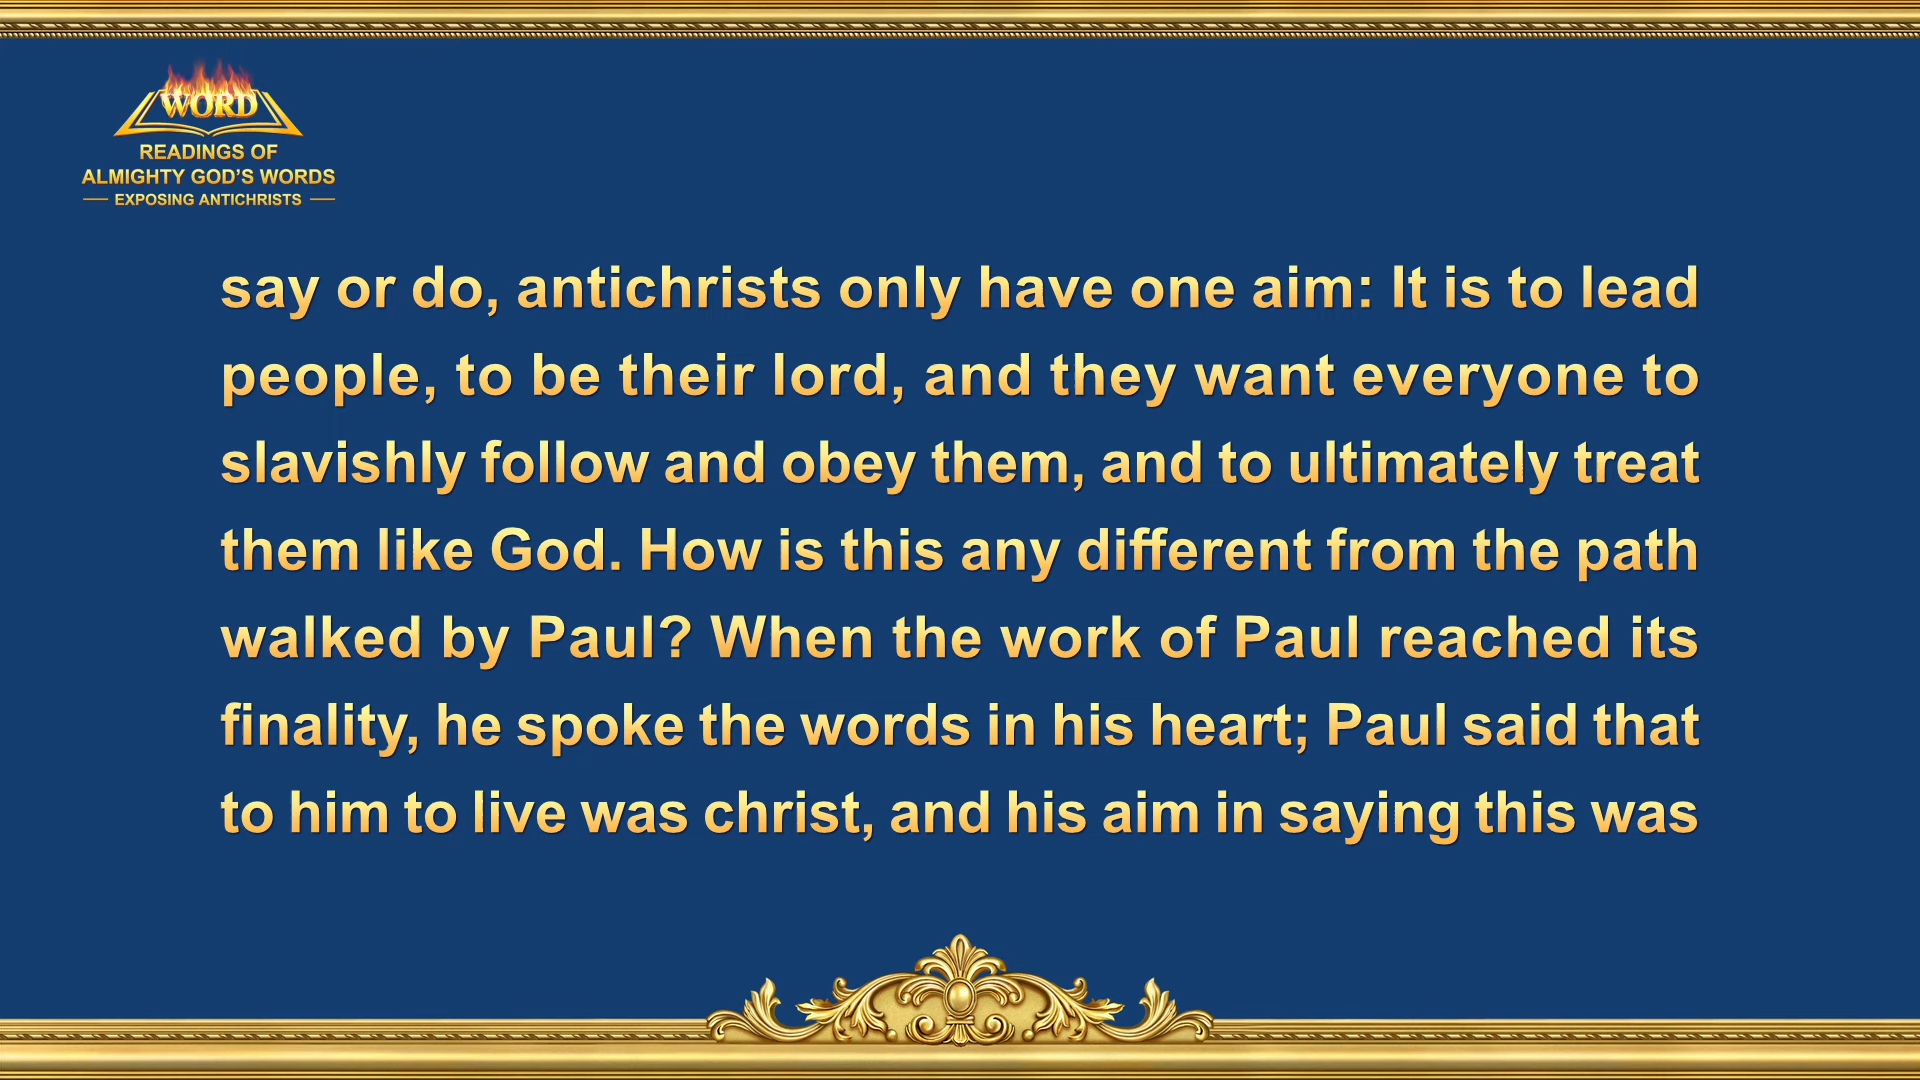 WORD
READINGS OF
ALMIGHTY GOD'S WORDS
EXPOSING ANTICHRISTS
say or do, antichrists only have one aim: It is to lead
people, to be their lord, and they want everyone to
slavishly follow and obey them, and to ultimately treat
them like God. How is this any different from the path
walked by Paul? When the work of Paul reached its
finality, he spoke the words in his heart; Paul said that
to him to live was christ, and his aim in saying this was